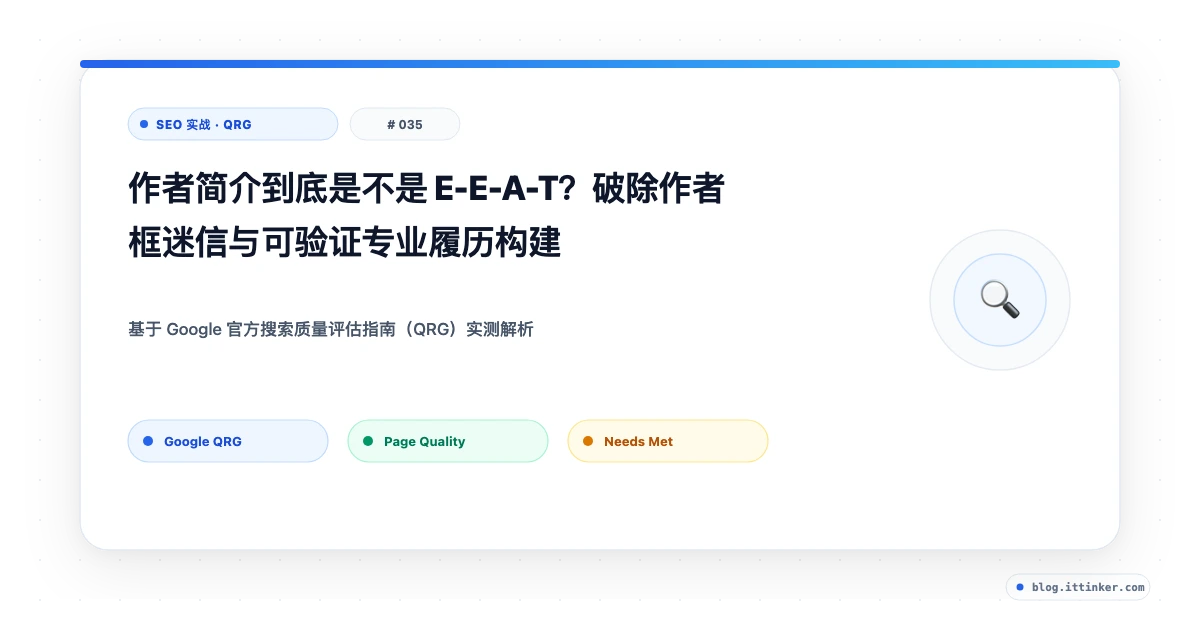 SEO 实战 · QRG
# 035
作者简介到底是不是 E-E-A-T？破除作者
框迷信与可验证专业履历构建
基于 Google 官方搜索质量评估指南（QRG）实测解析
Google QRG
Page Quality
Needs Met
blog.ittinker.com